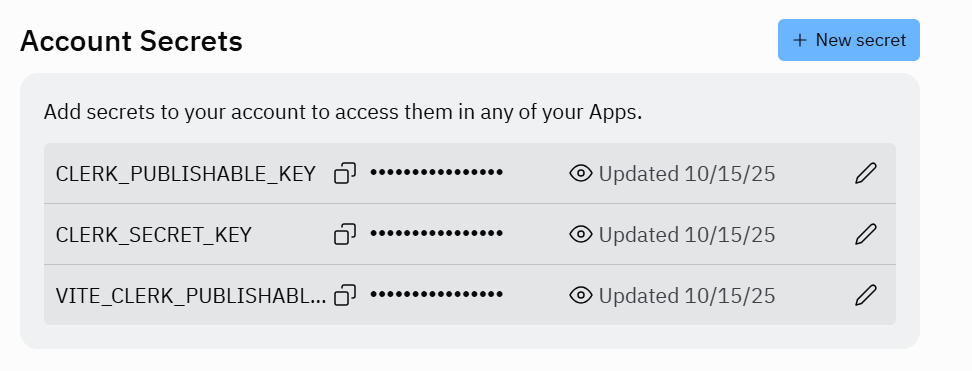 Account Secrets
+ New secret
Add secrets to your account to access them in any of your Apps.
CLERK_PUBLISHABLE_KEY •••••••••••••••• Updated 10/15/25
CLERK_SECRET_KEY •••••••••••••••• Updated 10/15/25
VITE_CLERK_PUBLISHABL... •••••••••••••••• Updated 10/15/25